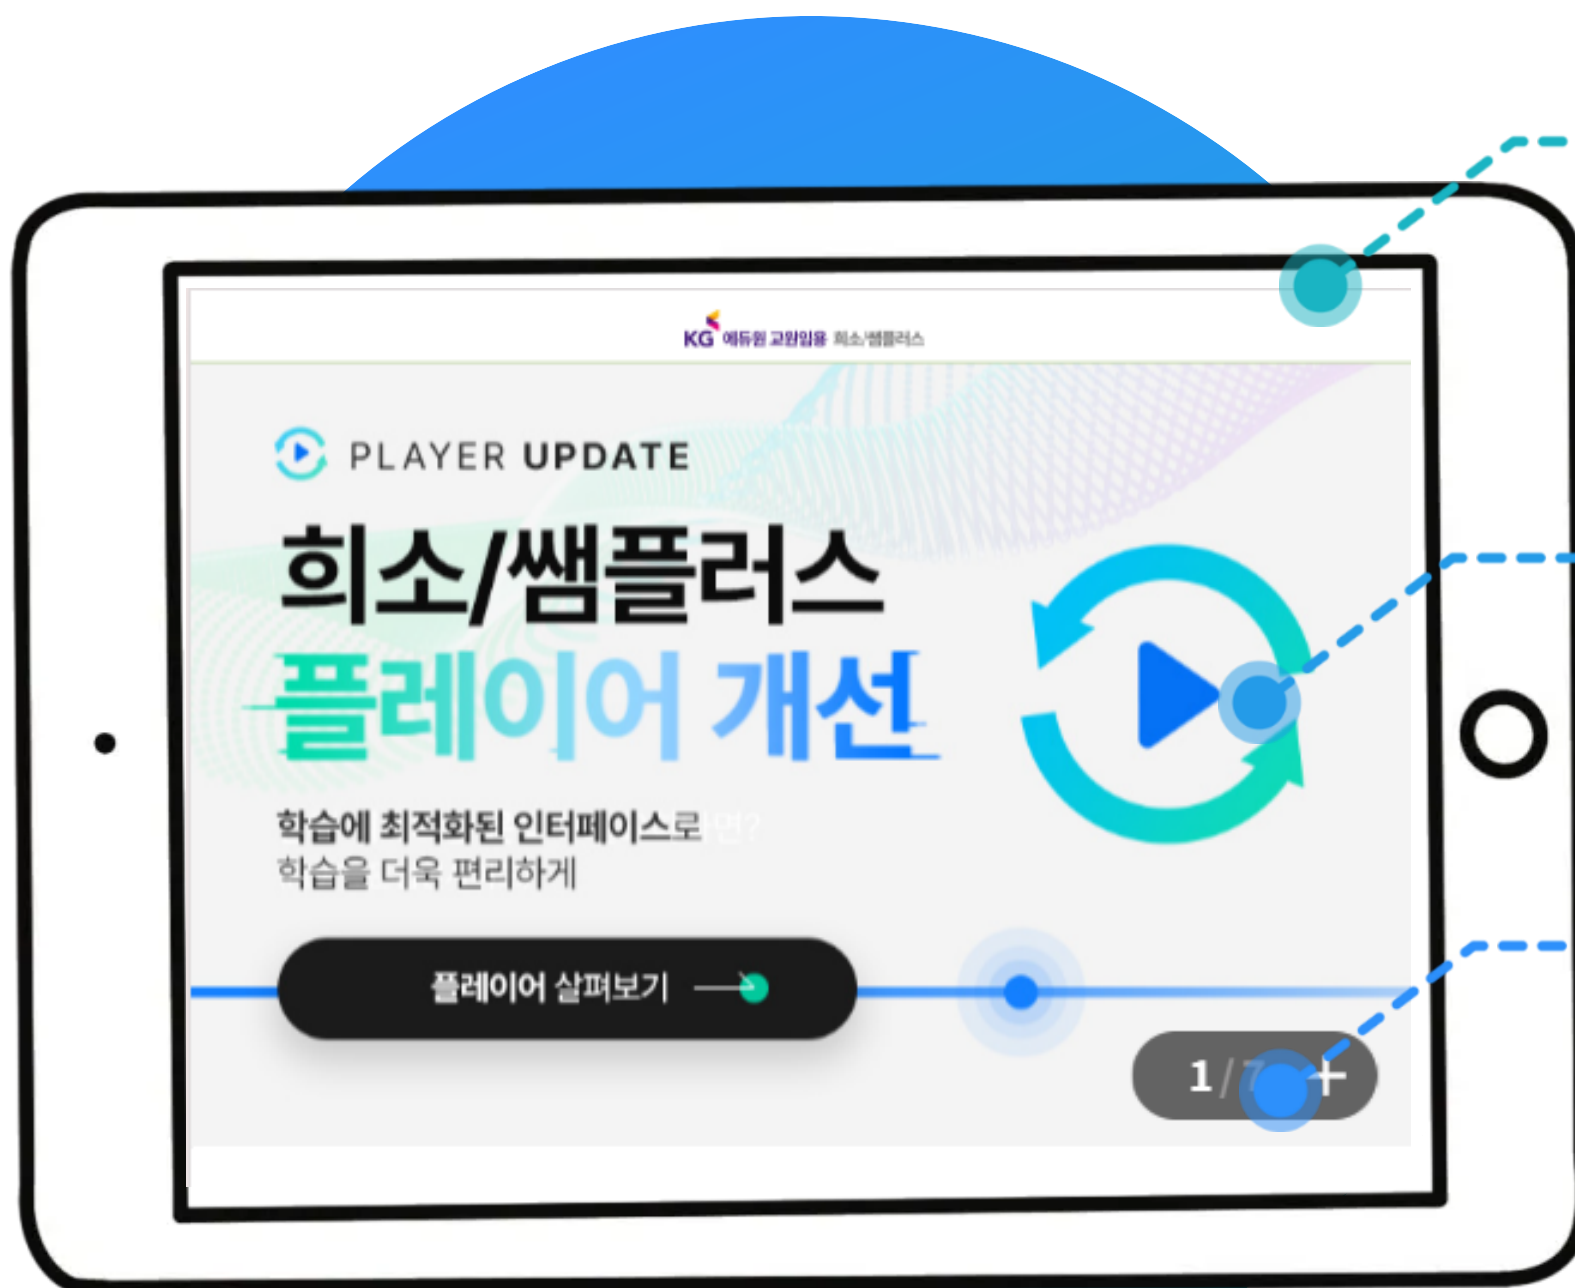 KG 에듀원 교원임용 희소/쌤플러스
PLAYER UPDATE
희소/쌤플러스
플레이어 개선
학습에 최적화된 인터페이스로
학습을 더욱 편리하게
플레이어 살펴보기
1/7 +